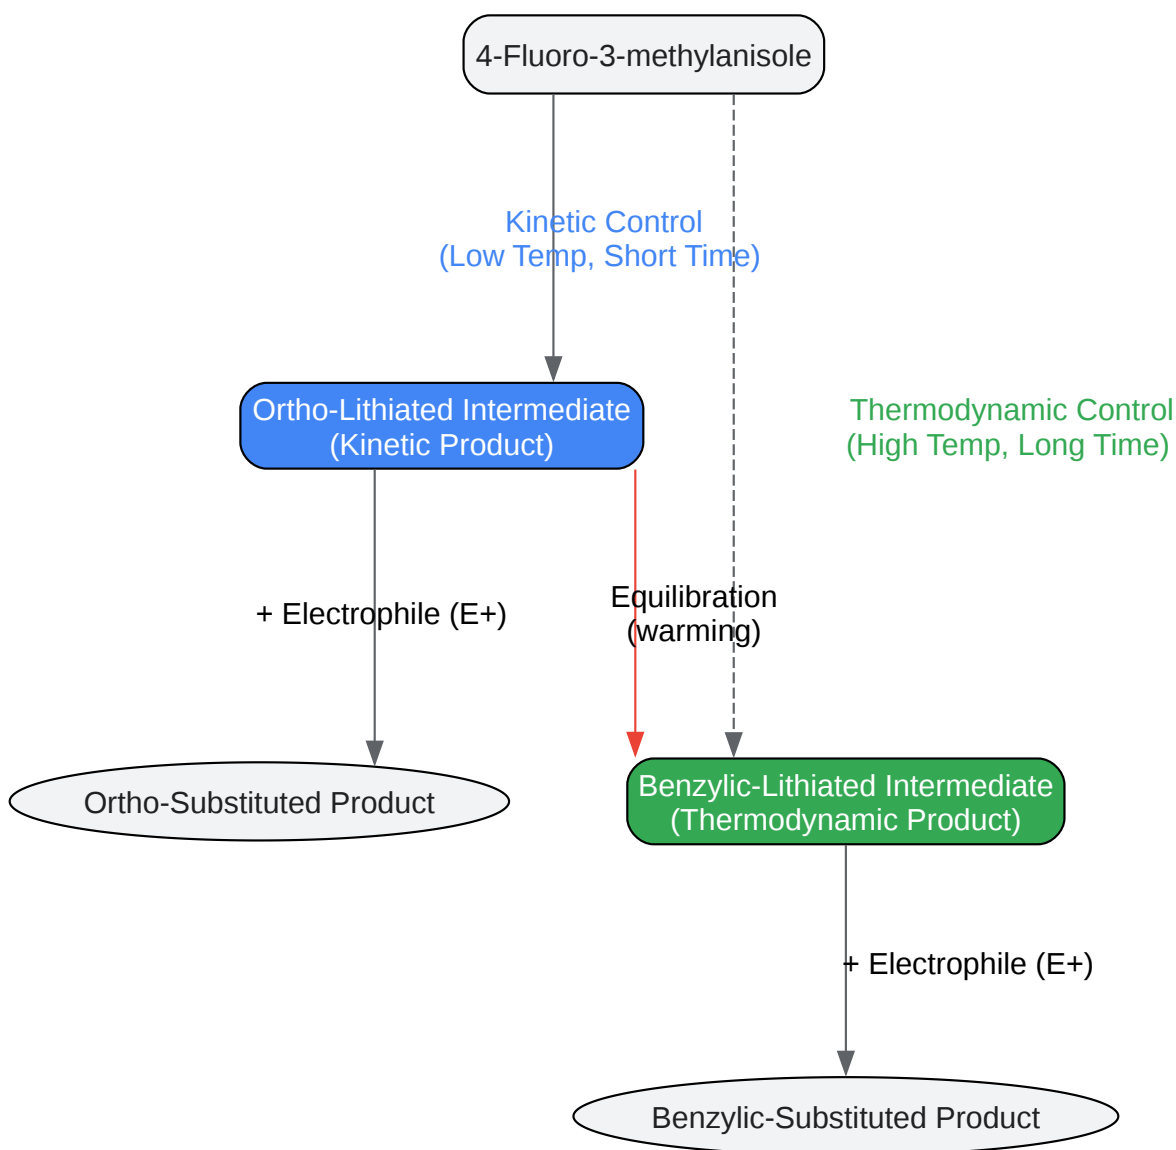 4-Fluoro-3-methylanisole
Kinetic Control
(Low Temp, Short Time)
Ortho-Lithiated Intermediate
(Kinetic Product)
Thermodynamic Control
(High Temp, Long Time)
+ Electrophile (E+)
Equilibration
(warming)
Ortho-Substituted Product
Benzylic-Lithiated Intermediate
(Thermodynamic Product)
+ Electrophile (E+)
Benzylic-Substituted Product